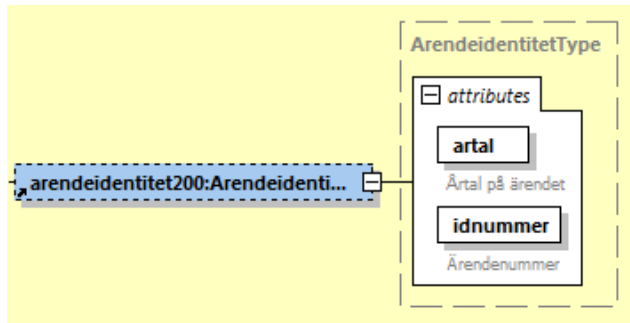 ArendeidentitetType
attributes
artal
Årtal på ärendet
arendeidentitet200:Arendeidenti...
idnummer
Ärendenummer